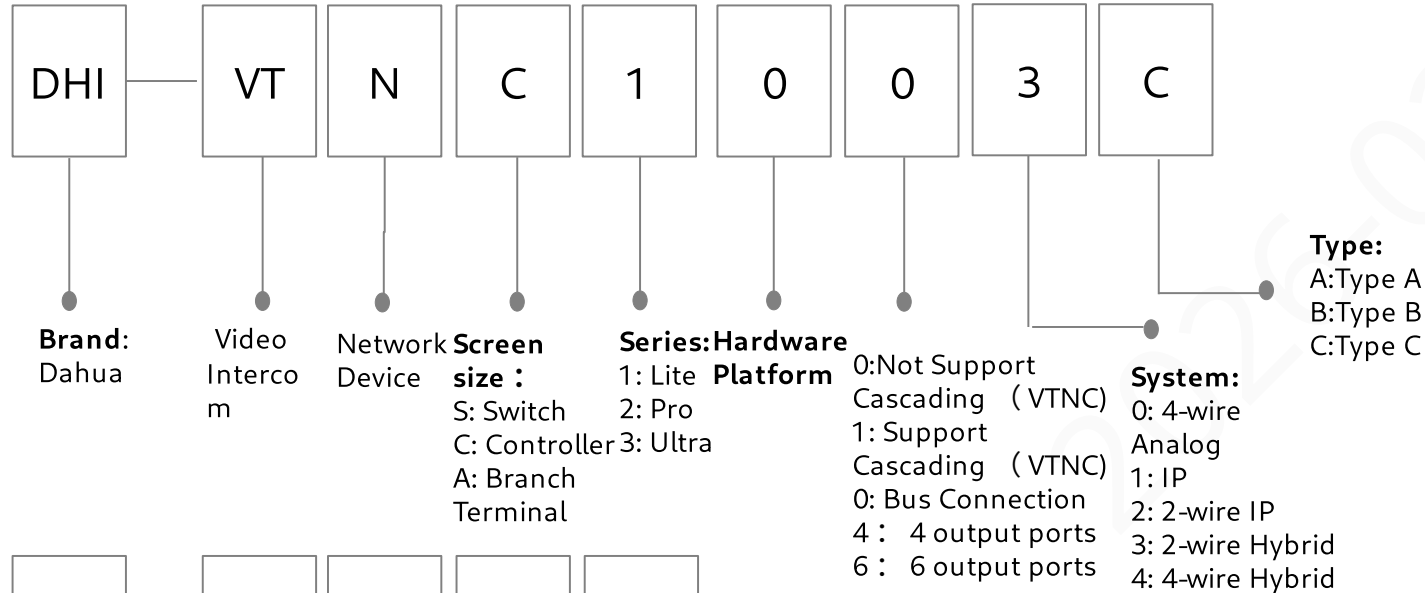 DHI VT N C 1 0 0 3 C
Brand:
Dahua
Video
Interco
m
Network
Device
Screen
size：
S: Switch
C: Controller
A: Branch
Terminal
Series:
1: Lite
2: Pro
3: Ultra
Hardware
Platform
0:Not Support
Cascading （VTNC)
1: Support
Cascading （VTNC)
0: Bus Connection
4： 4 output ports
6： 6 output ports
System:
0: 4-wire
Analog
1: IP
2: 2-wire IP
3: 2-wire Hybrid
4: 4-wire Hybrid
Type:
A:Type A
B:Type B
C:Type C